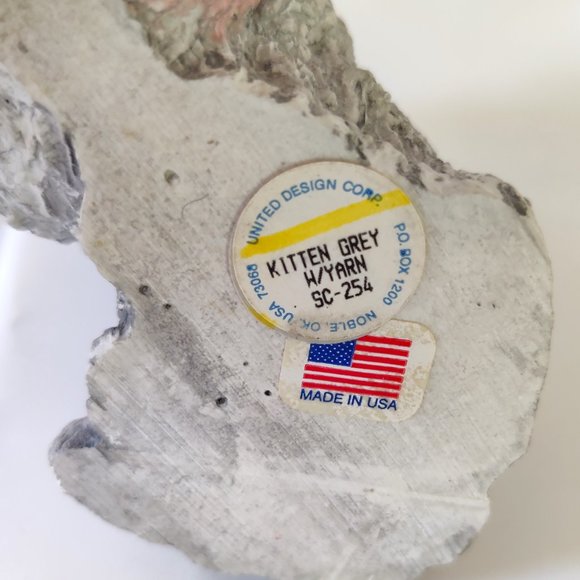 UNITED DESIGN CORP.
P.O. BOX 1200 NOBLE, OK, USA 73068
KITTEN GREY
W/YARN
SC-254
MADE IN USA